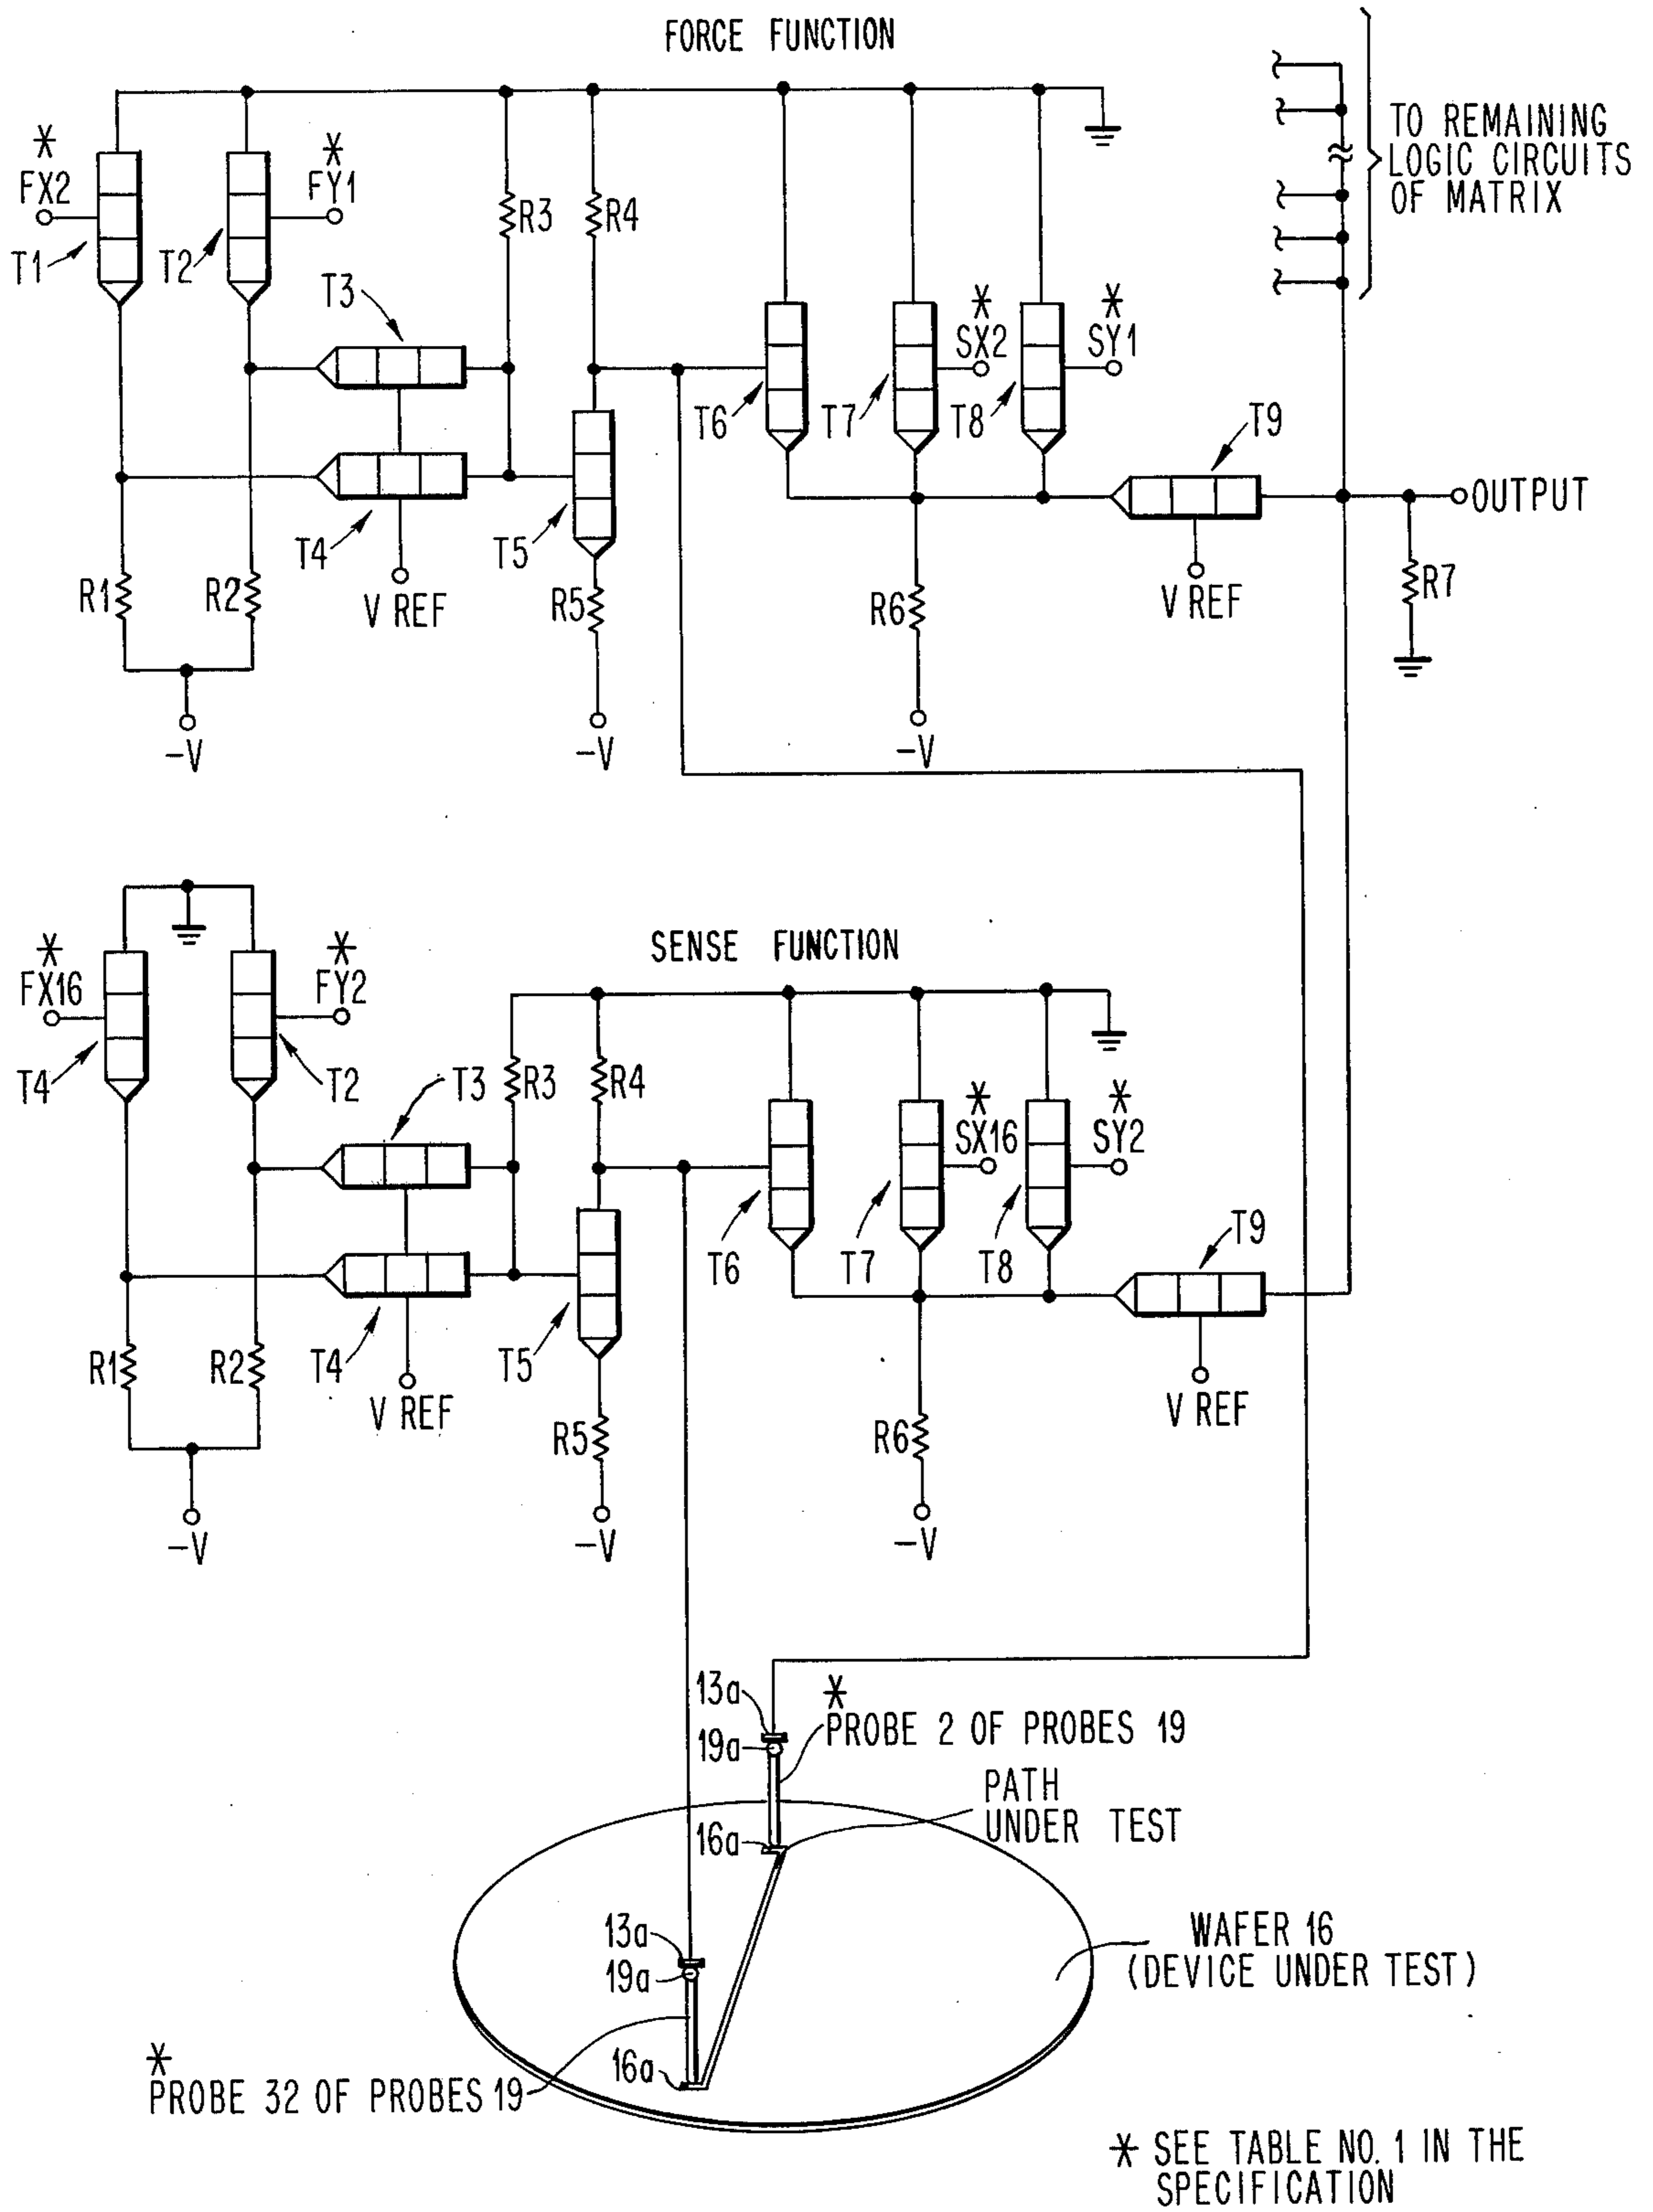 FORCE FUNCTION
TO REMAINING
LOGIC CIRCUITS
OF MATRIX
*
FX2
*
FY1
T1
T2
R3
R4
T3
*
SX2
*
SY1
T6
T7
T8
T9
OUTPUT
T4
V REF
T5
R1
R2
R5
R6
V REF
R7
-V
-V
-V
SENSE FUNCTION
*
FX16
*
FY2
T4
T2
T3
R3
R4
*
SX16
*
SY2
T6
T7
T8
T9
R1
R2
T4
V REF
T5
R5
R6
V REF
-V
-V
-V
13a
*
PROBE 2 OF PROBES 19
19a
PATH
UNDER TEST
16a
13a
19a
WAFER 16
(DEVICE UNDER TEST)
*
PROBE 32 OF PROBES 19
16a
* SEE TABLE NO. 1 IN THE
SPECIFICATION